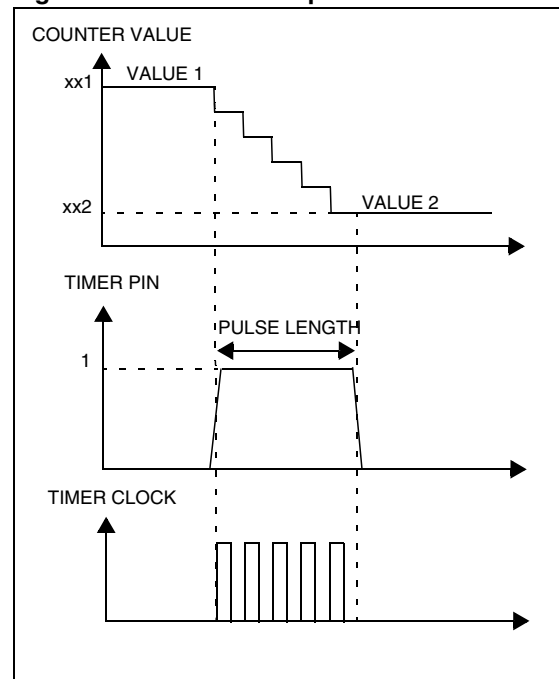 COUNTER VALUE
xx1
VALUE 1
xx2
VALUE 2
TIMER PIN
PULSE LENGTH
1
TIMER CLOCK